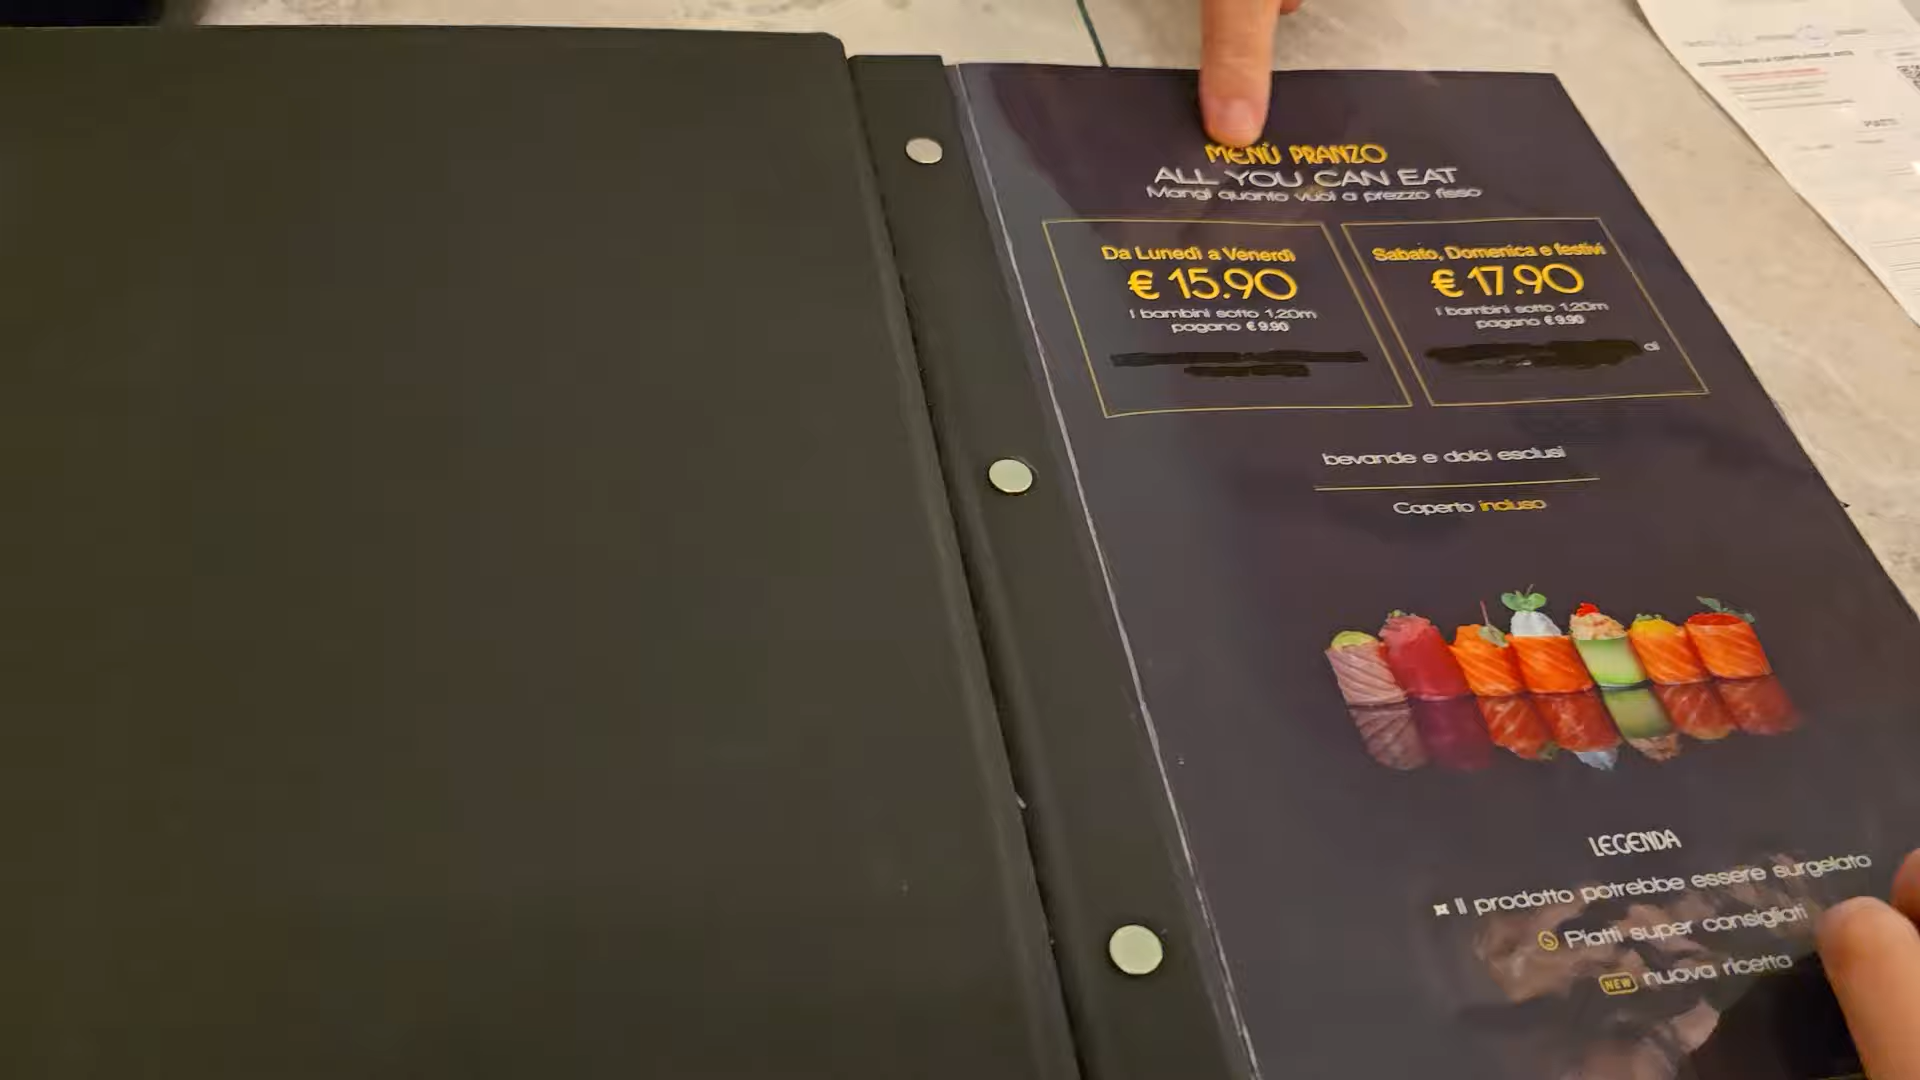 MENÙ PRANZO
ALL YOU CAN EAT
Mangi quanto vuoi a prezzo fisso
Da Lunedì a Venerdì
€ 15.90
I bambini sotto 1,20m
pagano € 9.90
Sabato, Domenica e festivi
€ 17.90
I bambini sotto 1,20m
pagano € 9.90
al
bevande e dolci esclusi
Coperto incluso
LEGENDA
Il prodotto potrebbe essere surgelato
Piatti super consigliati
NEW nuova ricetta
PIATTI